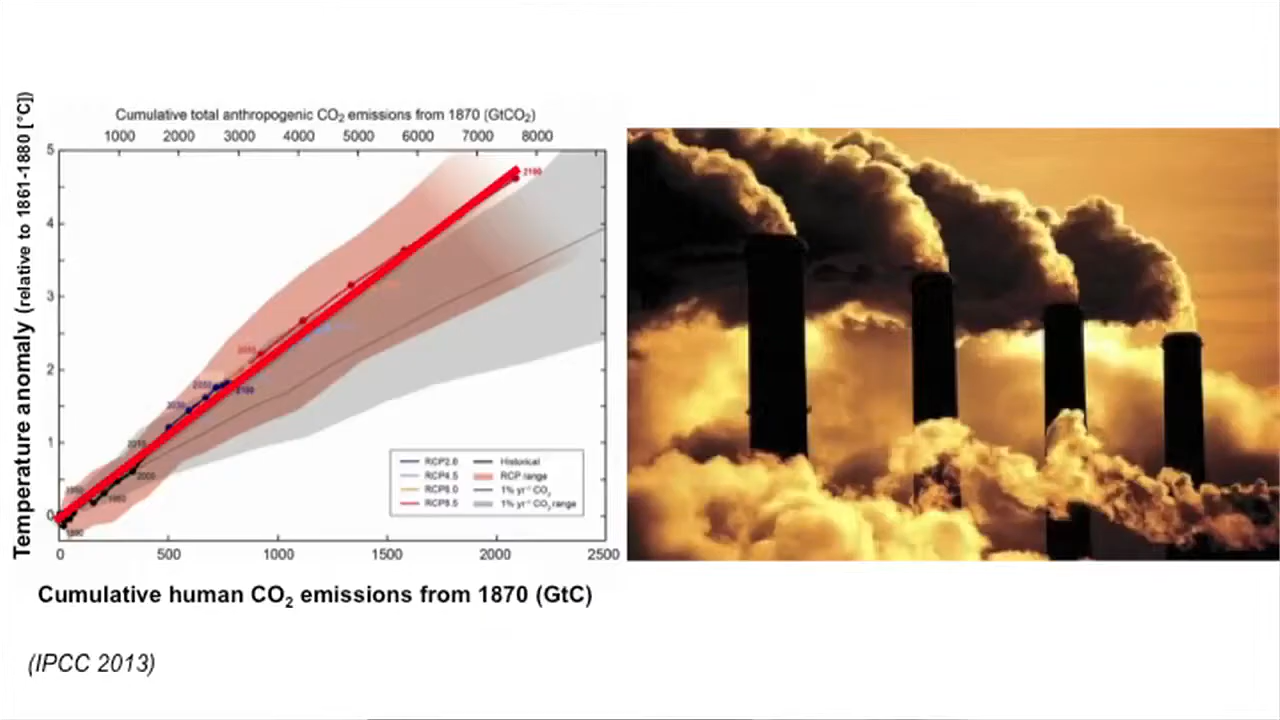 Cumulative total anthropogenic CO2 emissions from 1870 (GtCO2)
1000 2000 3000 4000 5000 6000 7000 8000
Temperature anomaly (relative to 1861-1880 [°C])
5
4
3
2
1
0
2100
2050
2050
2100
2030
2010
2000
1950
1980
1890
RCP2.6 Historical
RCP4.5 RCP range
RCP6.0 1% yr-1 CO2
RCP8.5 1% yr-1 CO2 range
0 500 1000 1500 2000 2500
Cumulative human CO2 emissions from 1870 (GtC)
(IPCC 2013)